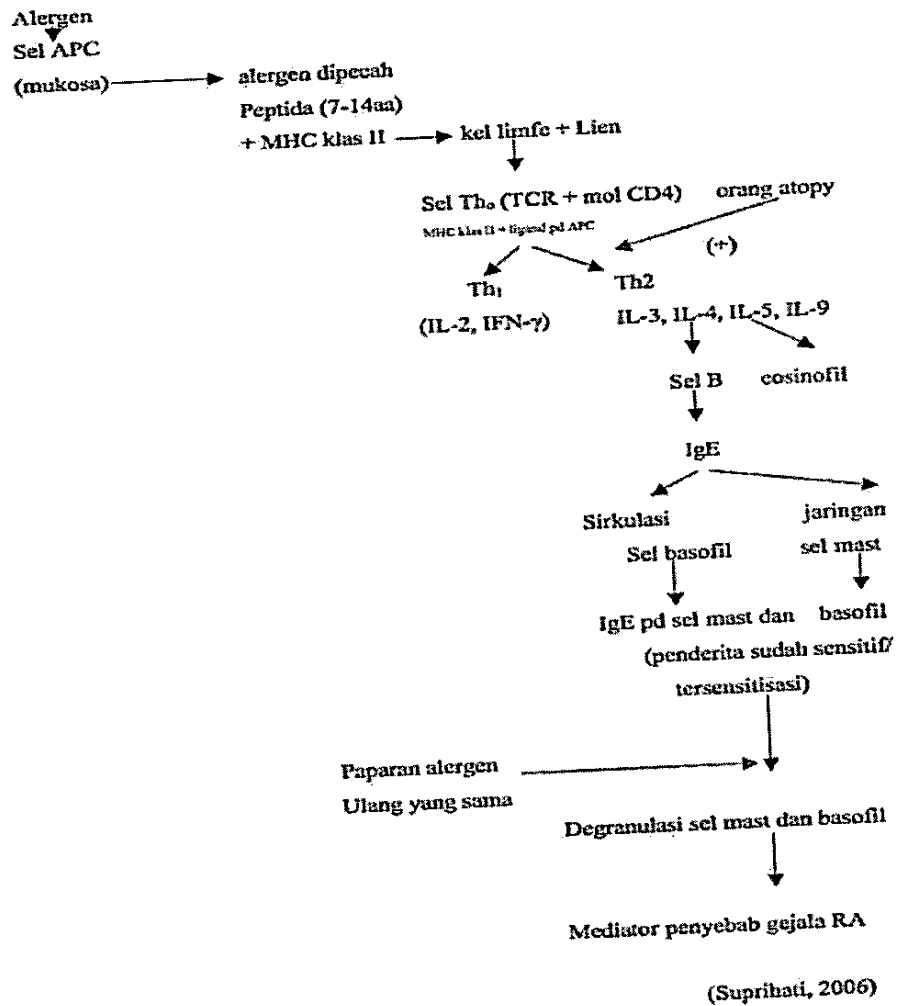 Alergen
Sel APC
(mukosa)
alergen dipecah
Peptida (7-14aa)
+ MHC klas II
kel limfe + Lien
Sel Th₀ (TCR + mol CD4)
orang atopy
MHC klas II + ligand pd APC
(+)
Th₁
Th2
(IL-2, IFN-γ)
IL-3, IL-4, IL-5, IL-9
Sel B
eosinofil
IgE
Sirkulasi
jaringan
Sel basofil
sel mast
IgE pd sel mast dan basofil
(penderita sudah sensitif/
tersensitisasi)
Paparan alergen
Ulang yang sama
Degranulasi sel mast dan basofil
Mediator penyebab gejala RA
(Suprihati, 2006)